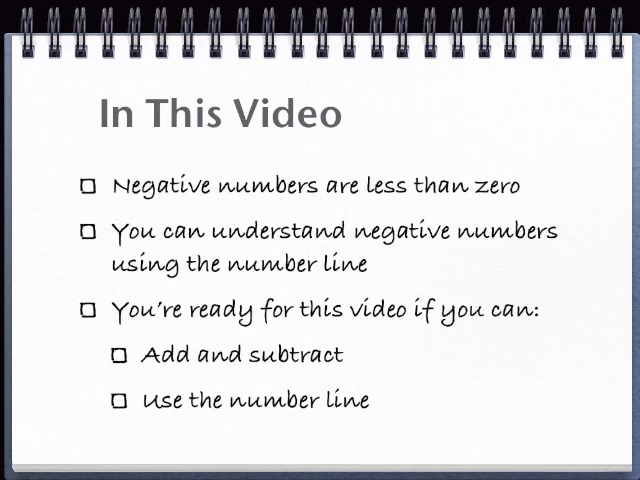 In This Video
Negative numbers are less than zero
You can understand negative numbers
using the number line
You're ready for this video if you can:
Add and subtract
Use the number line